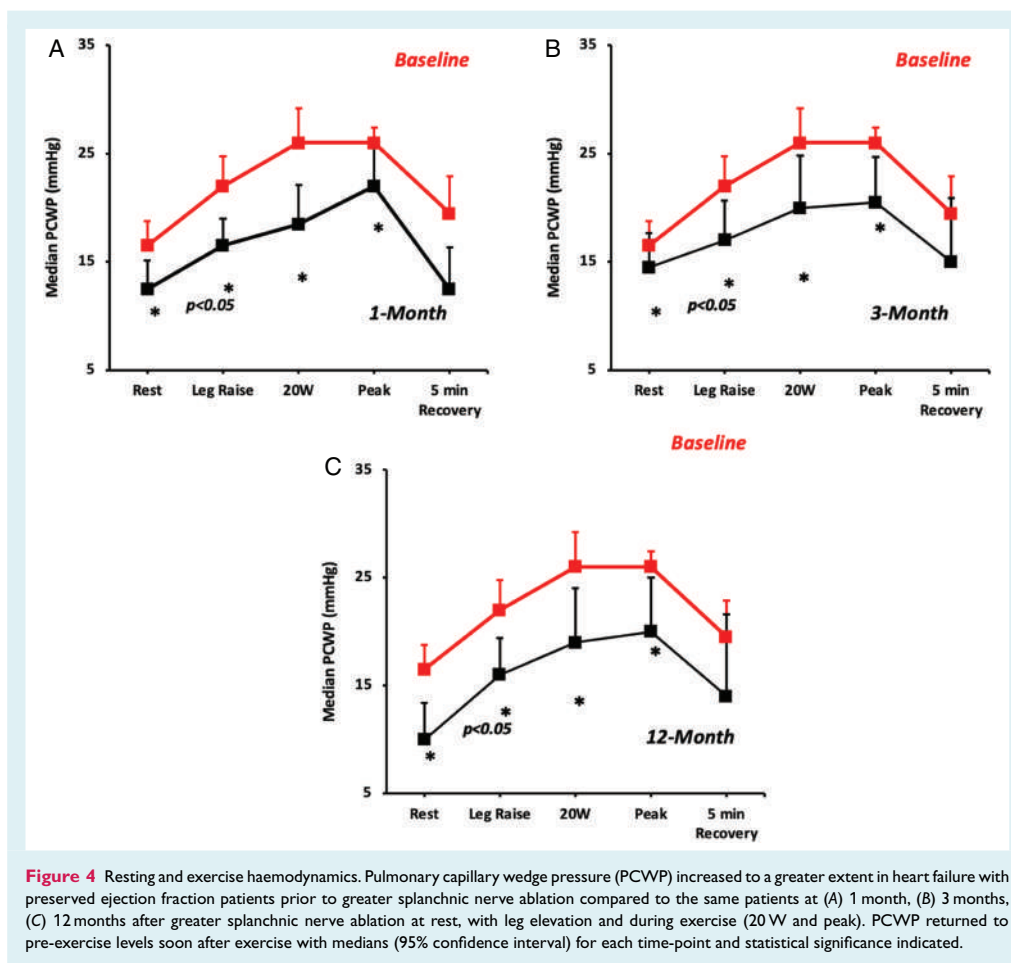 A
35
25
15
5
Median PCWP (mmHg)
Baseline
*
*
*
*
p<0.05
1-Month
Rest
Leg Raise
20W
Peak
5 min
Recovery
B
35
25
15
5
Median PCWP (mmHg)
Baseline
*
*
*
*
p<0.05
3-Month
Rest
Leg Raise
20W
Peak
5 min
Recovery
C
35
25
15
5
Median PCWP (mmHg)
Baseline
*
*
*
*
p<0.05
12-Month
Rest
Leg Raise
20W
Peak
5 min
Recovery
Figure 4 Resting and exercise haemodynamics. Pulmonary capillary wedge pressure (PCWP) increased to a greater extent in heart failure with
preserved ejection fraction patients prior to greater splanchnic nerve ablation compared to the same patients at (A) 1 month, (B) 3 months,
(C) 12 months after greater splanchnic nerve ablation at rest, with leg elevation and during exercise (20 W and peak). PCWP returned to
pre-exercise levels soon after exercise with medians (95% confidence interval) for each time-point and statistical significance indicated.